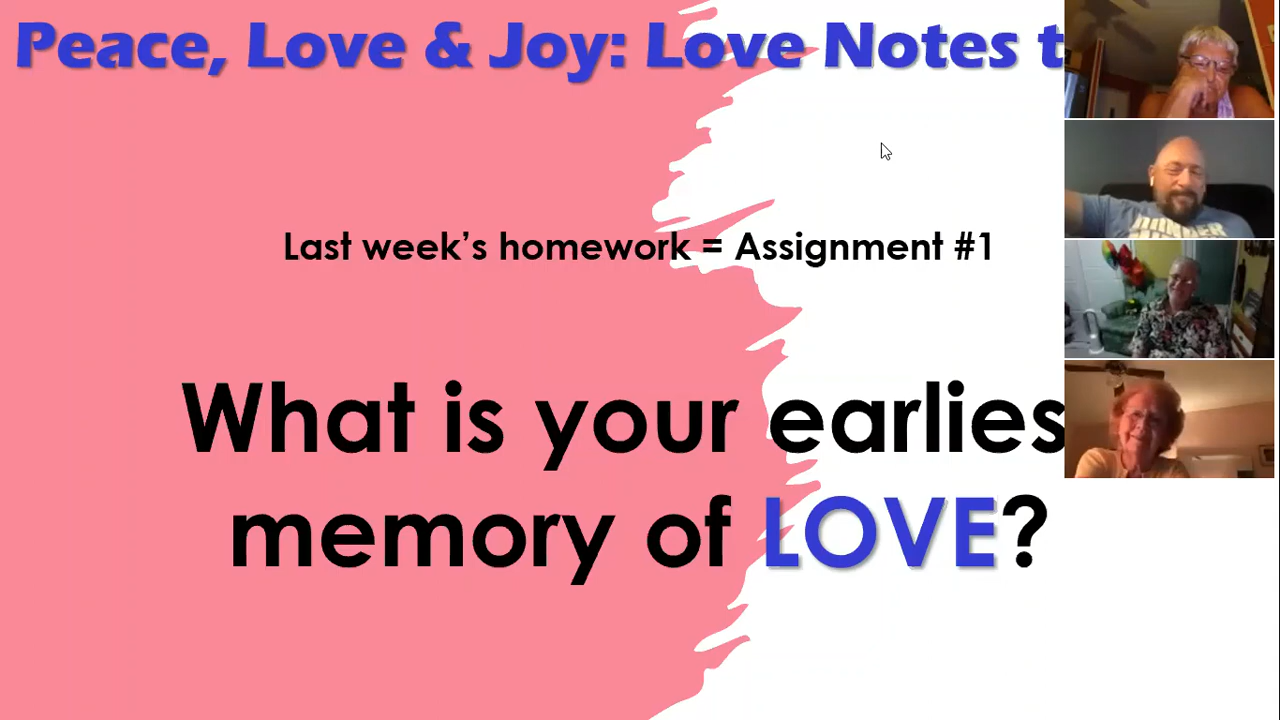 Peace, Love & Joy: Love Notes t
Last week's homework = Assignment #1
What is your earlies
memory of LOVE?